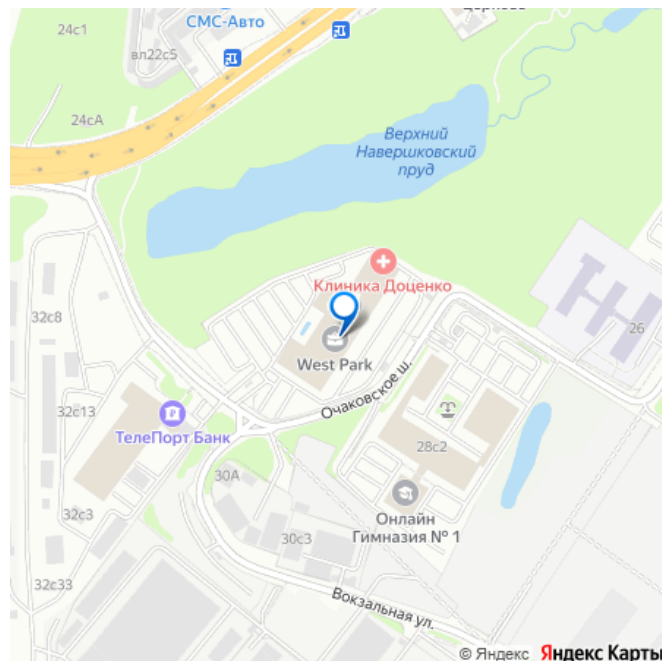 24с1
СМС-Авто
вл22с5
24сА
Верхний
Навершковский
пруд
Клиника Доценко
32с8
26
West Park
Очаковское ш.
32с13
ТелеПорт Банк
28с2
30А
Онлайн
Гимназия № 1
32с3
30с3
32с33
Вокзальная ул.
© Яндекс Яндекс Карты